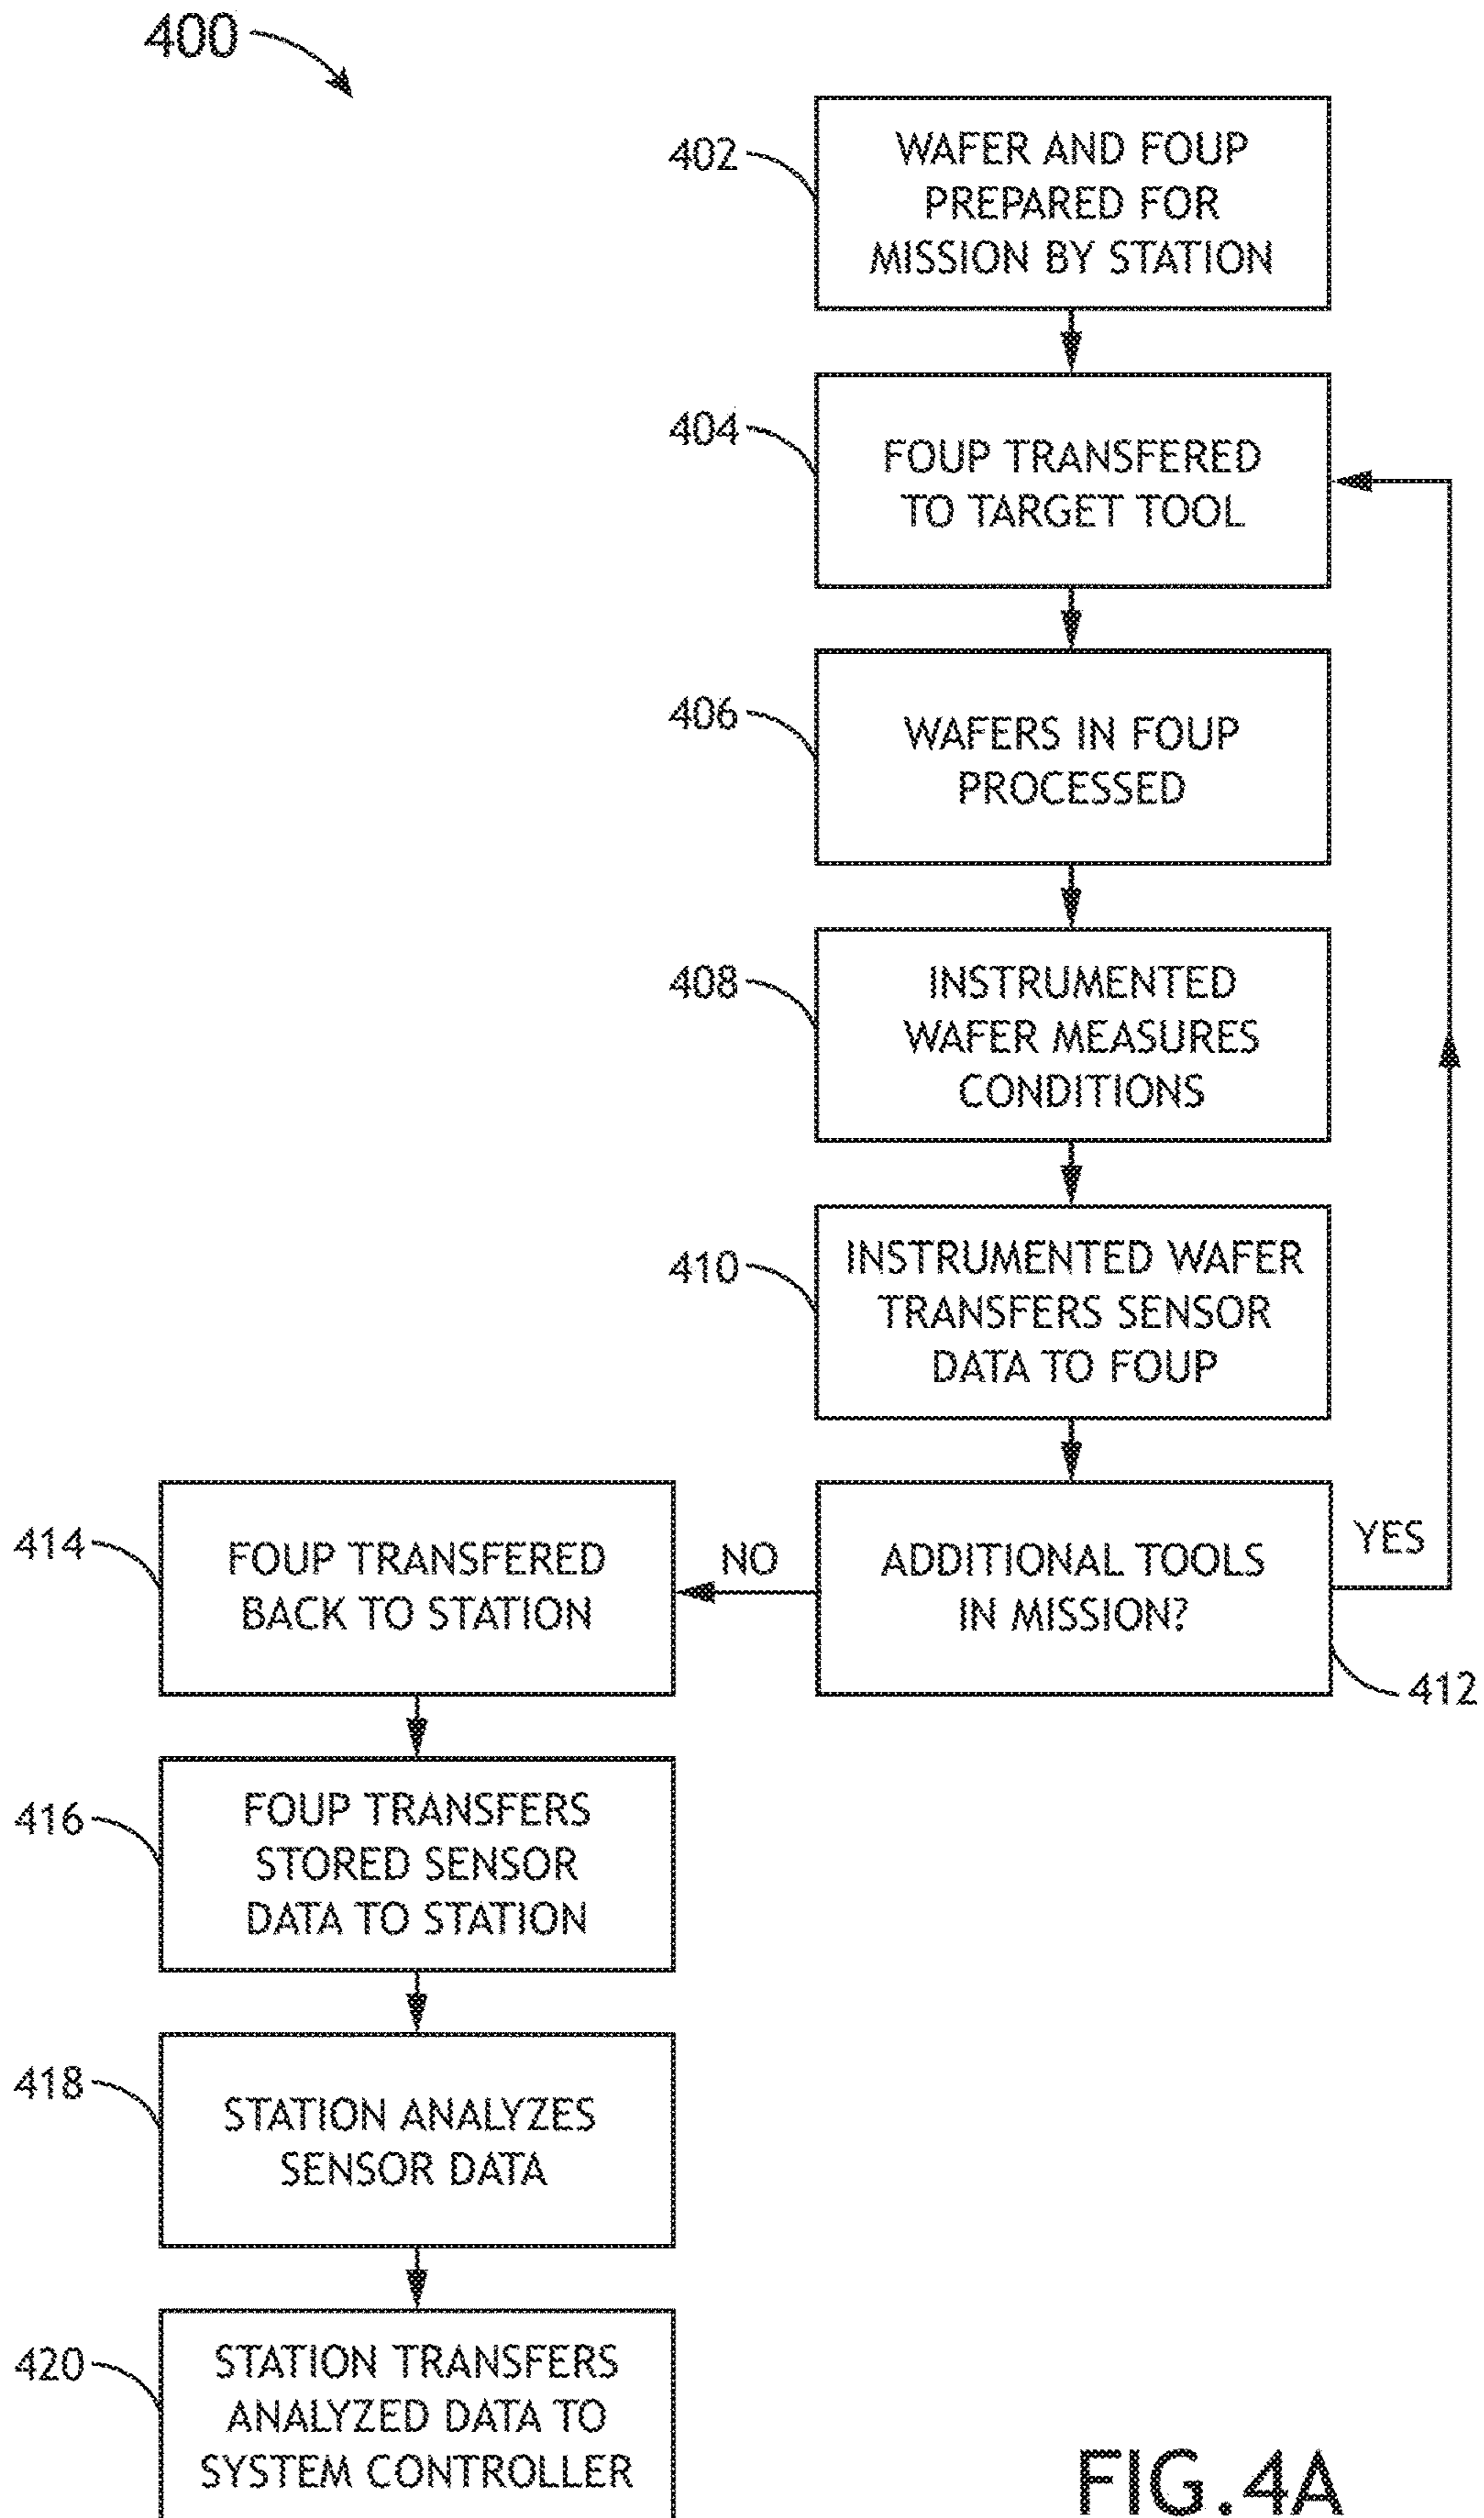 400
402
WAFER AND FOUP
PREPARED FOR
MISSION BY STATION
404
FOUP TRANSFERED
TO TARGET TOOL
406
WAFERS IN FOUP
PROCESSED
408
INSTRUMENTED
WAFER MEASURES
CONDITIONS
410
INSTRUMENTED WAFER
TRANSFERS SENSOR
DATA TO FOUP
ADDITIONAL TOOLS
IN MISSION?
412
YES
NO
414
FOUP TRANSFERED
BACK TO STATION
416
FOUP TRANSFERS
STORED SENSOR
DATA TO STATION
418
STATION ANALYZES
SENSOR DATA
420
STATION TRANSFERS
ANALYZED DATA TO
SYSTEM CONTROLLER
FIG.4A